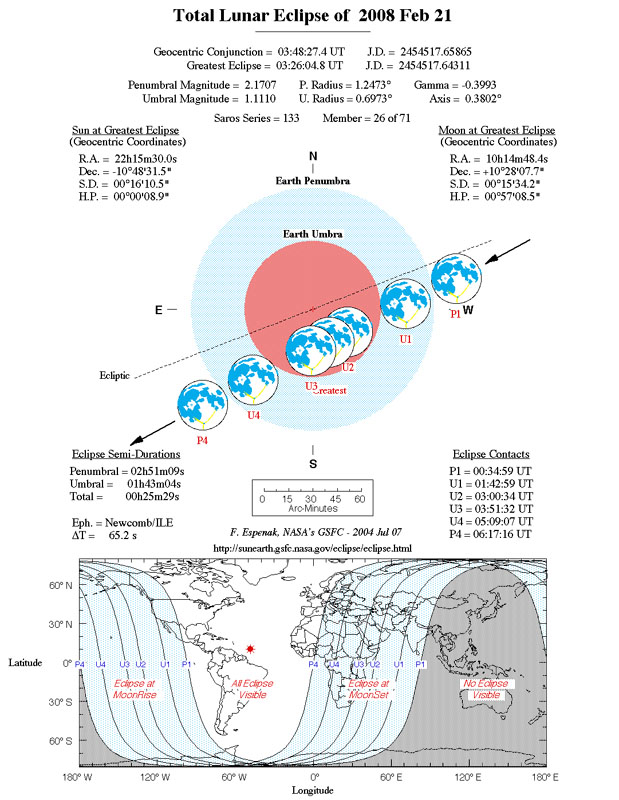 Total Lunar Eclipse of 2008 Feb 21
Geocentric Conjunction = 03:48:27.4 UT J.D. = 2454517.65865
Greatest Eclipse = 03:26:04.8 UT J.D. = 2454517.64311
Penumbral Magnitude = 2.1707 P. Radius = 1.2473° Gamma = -0.3993
Umbral Magnitude = 1.1110 U. Radius = 0.6973° Axis = 0.3802°
Saros Series = 133 Member = 26 of 71
Sun at Greatest Eclipse
(Geocentric Coordinates)
R.A. = 22h15m30.0s
Dec. = -10°48'31.5"
S.D. = 00°16'10.5"
H.P. = 00°00'08.9"
Moon at Greatest Eclipse
(Geocentric Coordinates)
R.A. = 10h14m48.4s
Dec. = +10°28'07.7"
S.D. = 00°15'34.2"
H.P. = 00°57'08.5"
N
Earth Penumbra
Earth Umbra
E
W
P1
U1
U2
U3
Greatest
U4
P4
Ecliptic
S
Eclipse Semi-Durations
Penumbral = 02h51m09s
Umbral = 01h43m04s
Total = 00h25m29s
Eph. = Newcomb/ILE
ΔT = 65.2 s
0 15 30 45 60
Arc-Minutes
F. Espenak, NASA's GSFC - 2004 Jul 07
http://sunearth.gsfc.nasa.gov/eclipse/eclipse.html
Eclipse Contacts
P1 = 00:34:59 UT
U1 = 01:42:59 UT
U2 = 03:00:34 UT
U3 = 03:51:32 UT
U4 = 05:09:07 UT
P4 = 06:17:16 UT
60° N
30° N
Latitude
0°
30° S
60° S
P4 U4 U3 U2 U1 P1
P4 U4 U3 U2 U1 P1
Eclipse at
MoonRise
All Eclipse
Visible
Eclipse at
MoonSet
No Eclipse
Visible
180° W 120° W 60° W 0° 60° E 120° E 180° E
Longitude